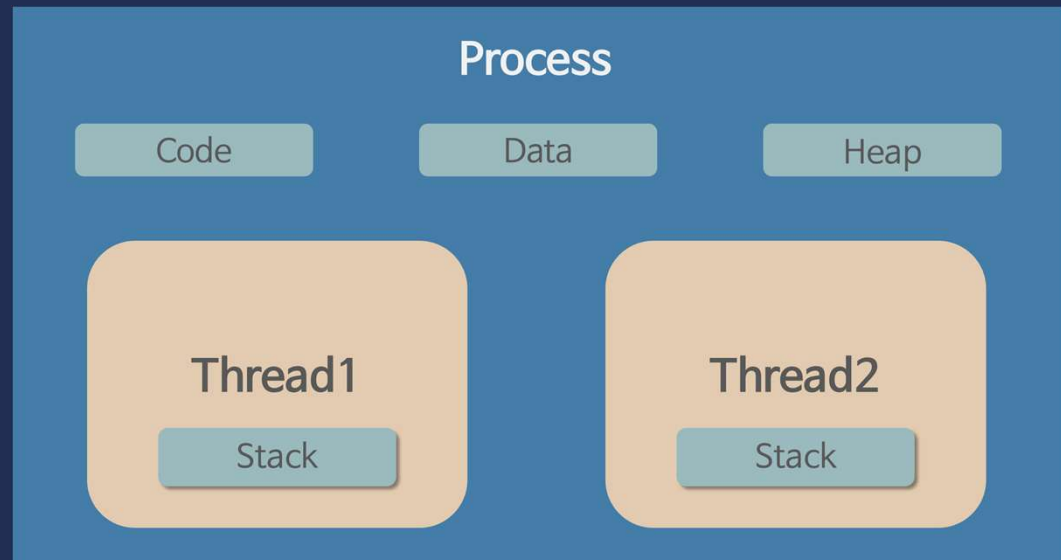 Process
Code
Data
Heap
Thread1
Thread2
Stack
Stack